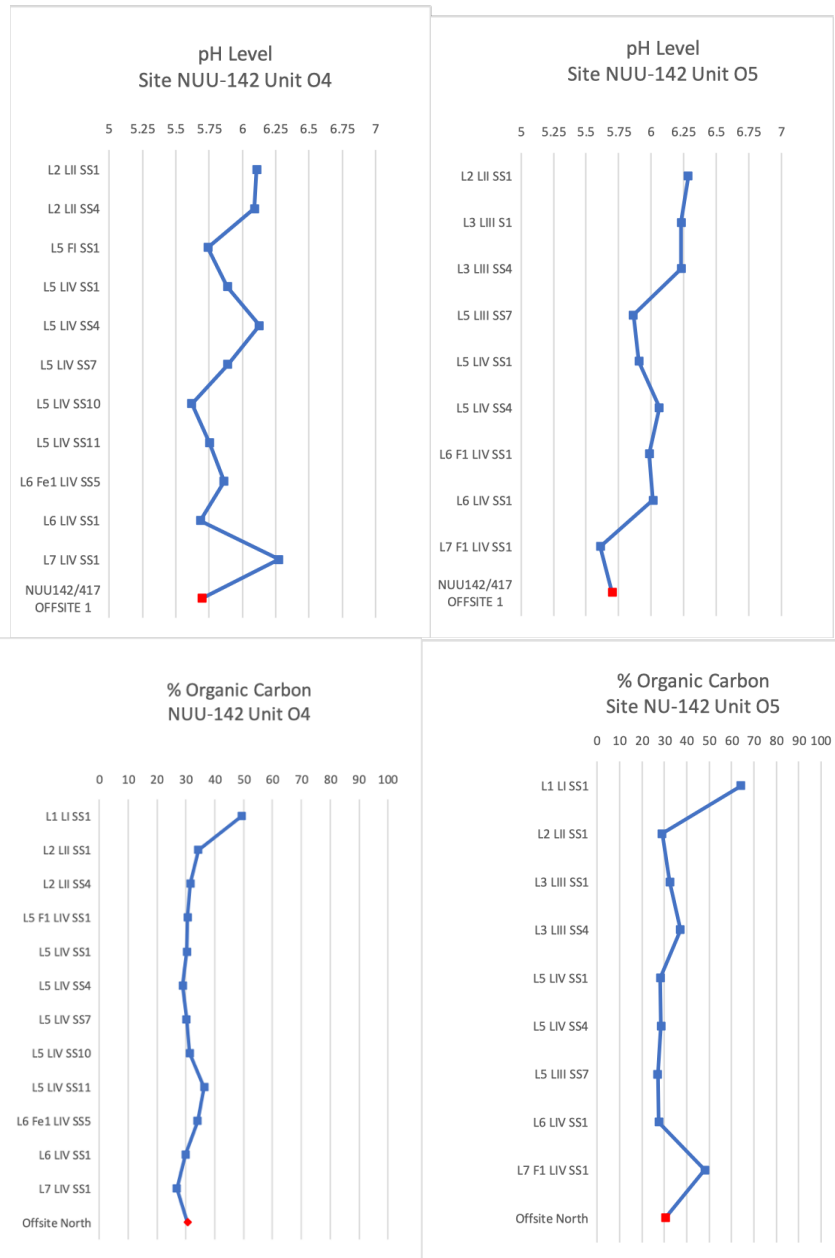 pH Level
Site NUU-142 Unit O4
5 5.25 5.5 5.75 6 6.25 6.5 6.75 7
L2 LII SS1
L2 LII SS4
L5 FI SS1
L5 LIV SS1
L5 LIV SS4
L5 LIV SS7
L5 LIV SS10
L5 LIV SS11
L6 Fe1 LIV SS5
L6 LIV SS1
L7 LIV SS1
NUU142/417
OFFSITE 1
pH Level
Site NUU-142 Unit O5
5 5.25 5.5 5.75 6 6.25 6.5 6.75 7
L2 LII SS1
L3 LIII S1
L3 LIII SS4
L5 LIII SS7
L5 LIV SS1
L5 LIV SS4
L6 F1 LIV SS1
L6 LIV SS1
L7 F1 LIV SS1
NUU142/417
OFFSITE 1
% Organic Carbon
NUU-142 Unit O4
0 10 20 30 40 50 60 70 80 90 100
L1 LI SS1
L2 LII SS1
L2 LII SS4
L5 F1 LIV SS1
L5 LIV SS1
L5 LIV SS4
L5 LIV SS7
L5 LIV SS10
L5 LIV SS11
L6 Fe1 LIV SS5
L6 LIV SS1
L7 LIV SS1
Offsite North
% Organic Carbon
Site NU-142 Unit O5
0 10 20 30 40 50 60 70 80 90 100
L1 LI SS1
L2 LII SS1
L3 LIII SS1
L3 LIII SS4
L5 LIV SS1
L5 LIV SS4
L5 LIII SS7
L6 LIV SS1
L7 F1 LIV SS1
Offsite North